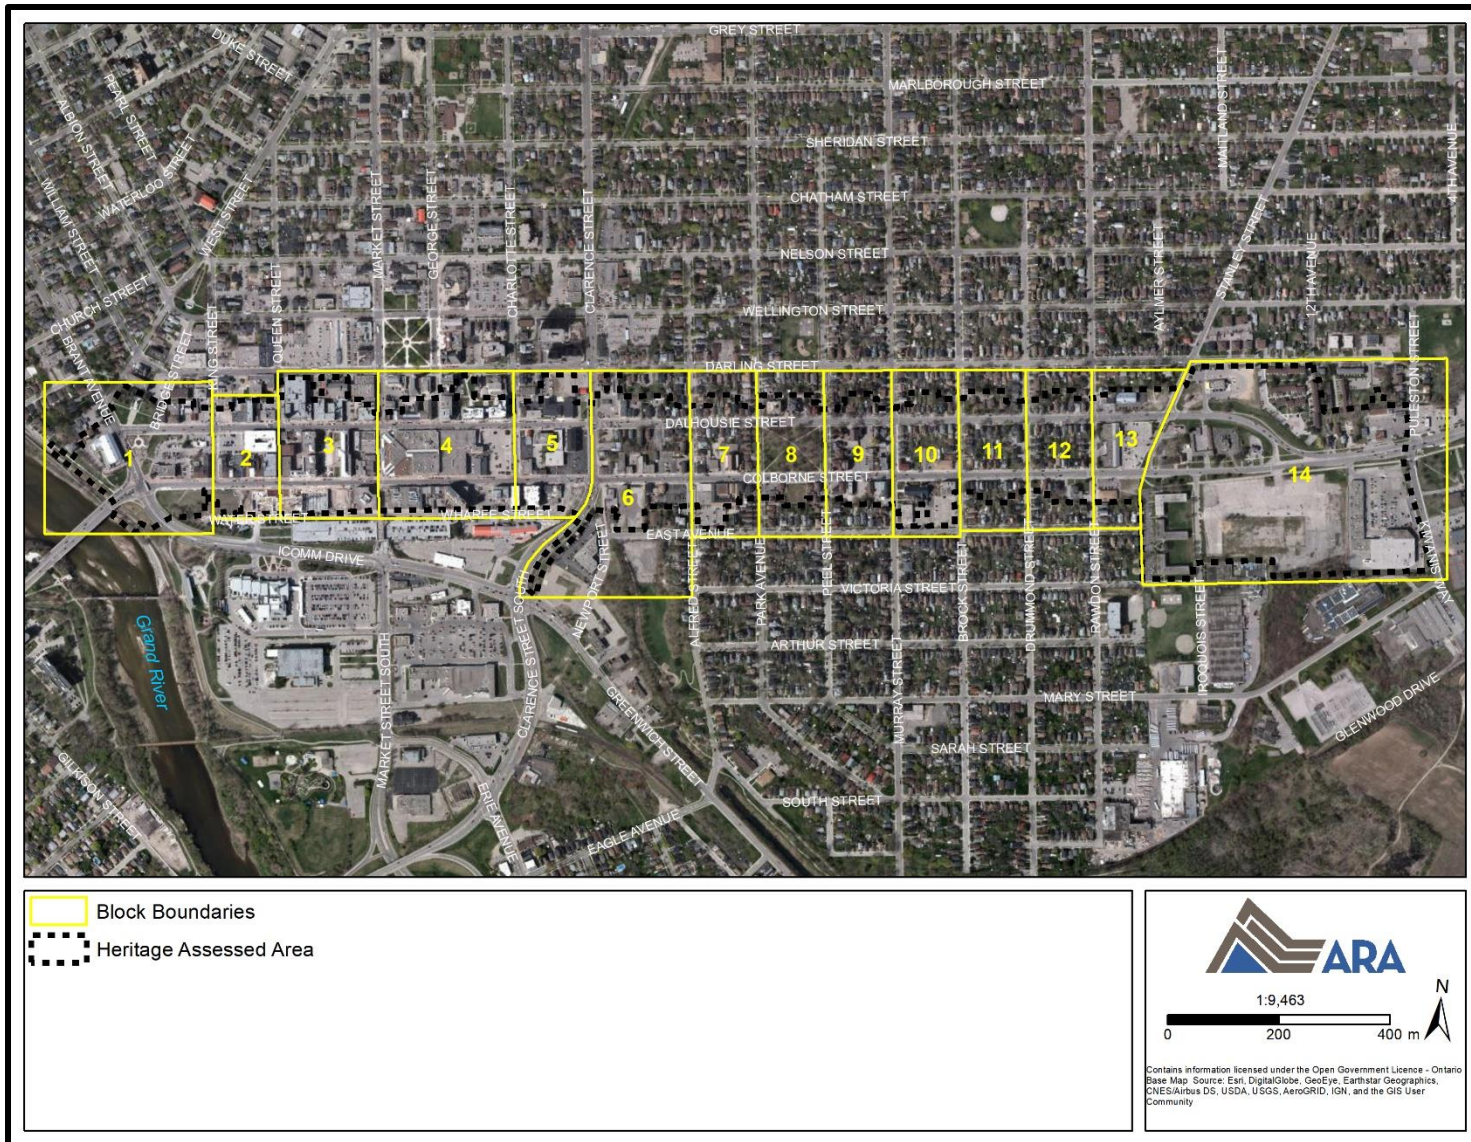 GREY STREET
DUKE STREET
PEARL STREET
ALBION STREET
MARLBOROUGH STREET
MAITLAND STREET
SHERIDAN STREET
4TH AVENUE
WATERLOO STREET
WILLIAM STREET
WEST STREET
CHATHAM STREET
MARKET STREET
GEORGE STREET
CHARLOTTE STREET
CLARENCE STREET
STANLEY STREET
NELSON STREET
AYLMER STREET
12TH AVENUE
CHURCH STREET
QUEEN STREET
WELLINGTON STREET
BRANT AVENUE
BRIDGE STREET
KING STREET
DARLING STREET
PULESTON STREET
DALHOUSIE STREET
1
2
3
4
5
6
7
8
9
10
11
12
13
14
COLBORNE STREET
WATER STREET
WHARFE STREET
EAST AVENUE
ICOMM DRIVE
KIWANIS WAY
NEWPORT STREET
CLARENCE STREET SOUTH
ALFRED STREET
PARK AVENUE
PEEL STREET
VICTORIA STREET
BROCK STREET
DRUMMOND STREET
RAWDON STREET
Grand River
ARTHUR STREET
IROQUOIS STREET
MARKET STREET SOUTH
MURRAY STREET
MARY STREET
GREENWICH STREET
GLENWOOD DRIVE
SARAH STREET
GILKISON STREET
ERIE AVENUE
EAGLE AVENUE
SOUTH STREET
Block Boundaries
Heritage Assessed Area
ARA
N
1:9,463
0 200 400 m
Contains information licensed under the Open Government Licence - Ontario
Base Map Source: Esri, DigitalGlobe, GeoEye, Earthstar Geographics,
CNES/Airbus DS, USDA, USGS, AeroGRID, IGN, and the GIS User
Community